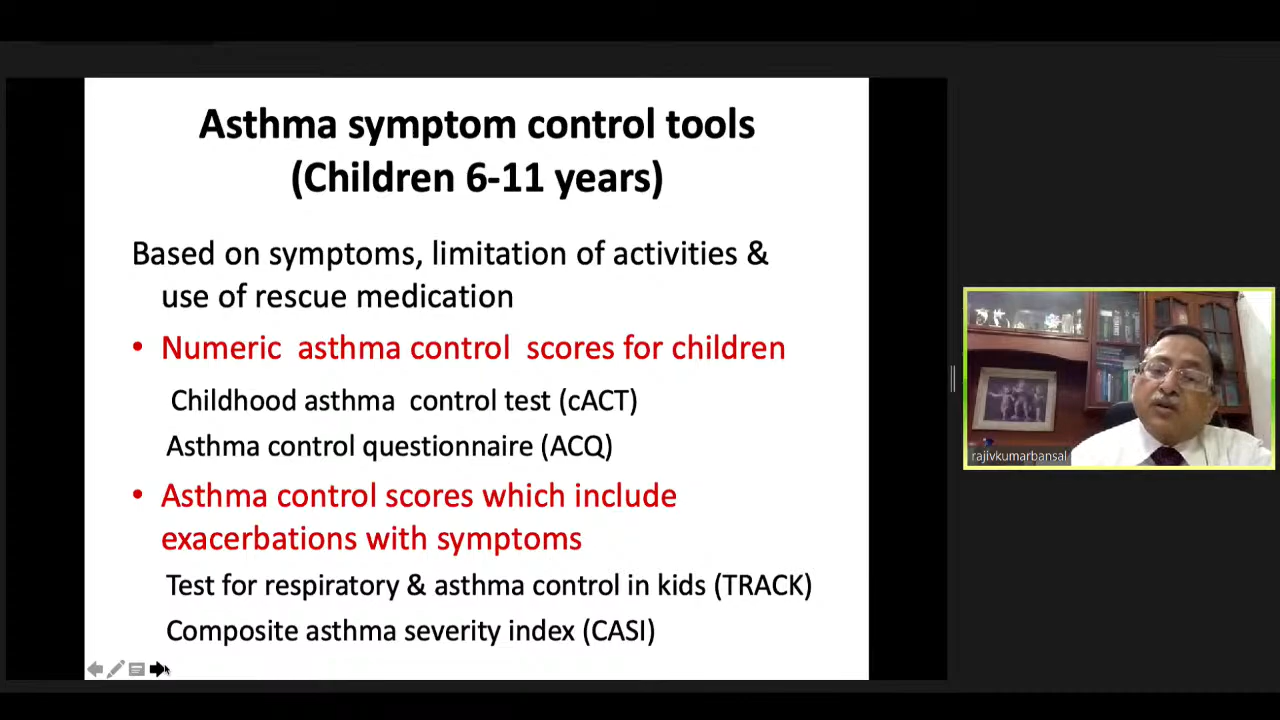 Asthma symptom control tools
(Children 6-11 years)
Based on symptoms, limitation of activities &
use of rescue medication
• Numeric asthma control scores for children
Childhood asthma control test (cACT)
Asthma control questionnaire (ACQ)
• Asthma control scores which include
exacerbations with symptoms
Test for respiratory & asthma control in kids (TRACK)
Composite asthma severity index (CASI)
rajivkumarbansal